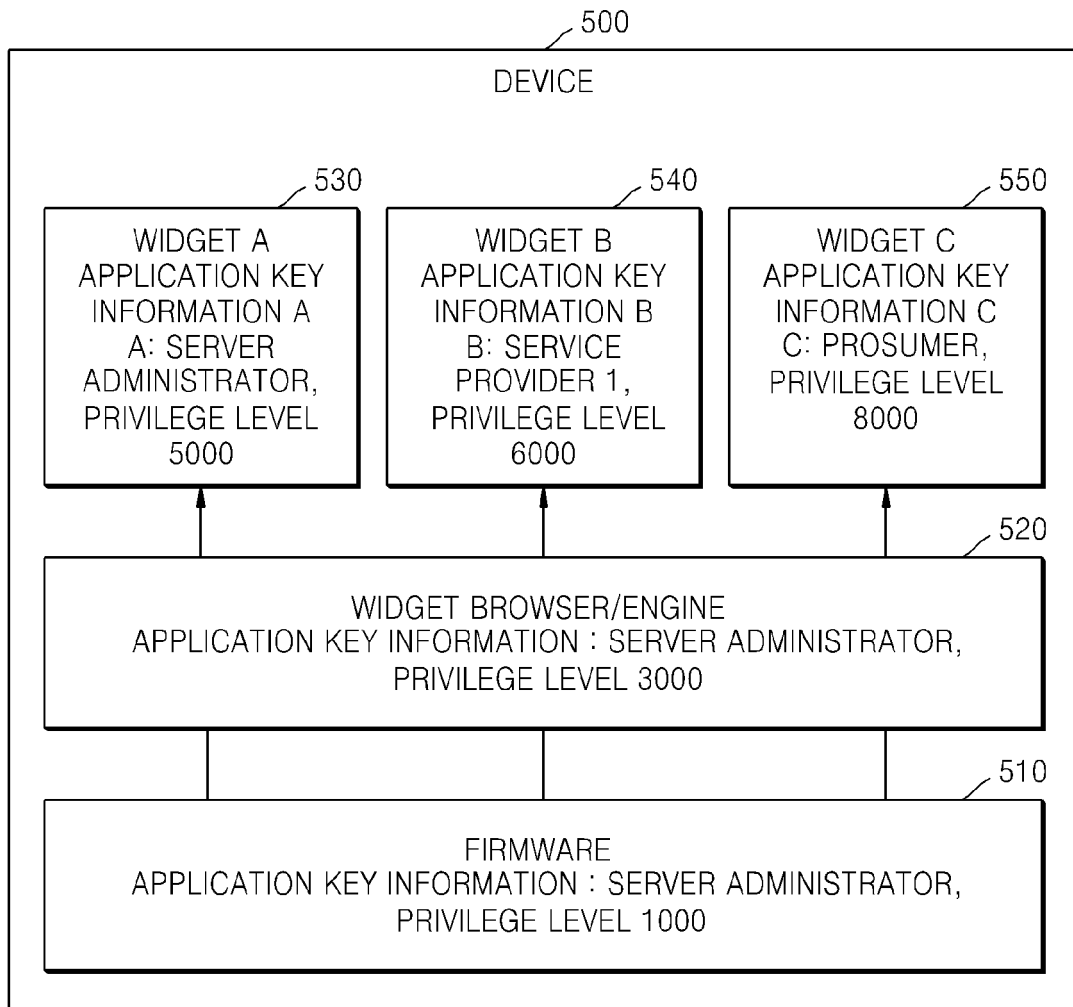 500
DEVICE
530
WIDGET A
APPLICATION KEY
INFORMATION A
A: SERVER
ADMINISTRATOR,
PRIVILEGE LEVEL
5000
540
WIDGET B
APPLICATION KEY
INFORMATION B
B: SERVICE
PROVIDER 1,
PRIVILEGE LEVEL
6000
550
WIDGET C
APPLICATION KEY
INFORMATION C
C: PROSUMER,
PRIVILEGE LEVEL
8000
520
WIDGET BROWSER/ENGINE
APPLICATION KEY INFORMATION : SERVER ADMINISTRATOR,
PRIVILEGE LEVEL 3000
510
FIRMWARE
APPLICATION KEY INFORMATION : SERVER ADMINISTRATOR,
PRIVILEGE LEVEL 1000